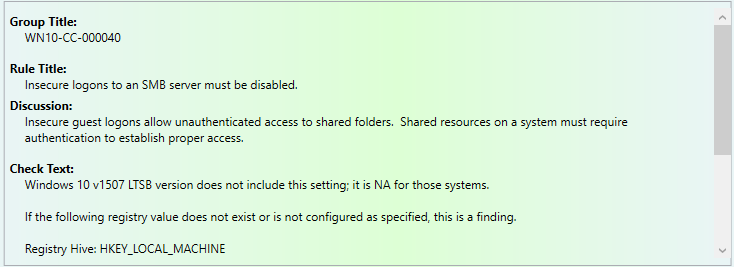 Group Title:
WN10-CC-000040
Rule Title:
Insecure logons to an SMB server must be disabled.
Discussion:
Insecure guest logons allow unauthenticated access to shared folders.  Shared resources on a system must require
authentication to establish proper access.
Check Text:
Windows 10 v1507 LTSB version does not include this setting; it is NA for those systems.
If the following registry value does not exist or is not configured as specified, this is a finding.
Registry Hive: HKEY_LOCAL_MACHINE